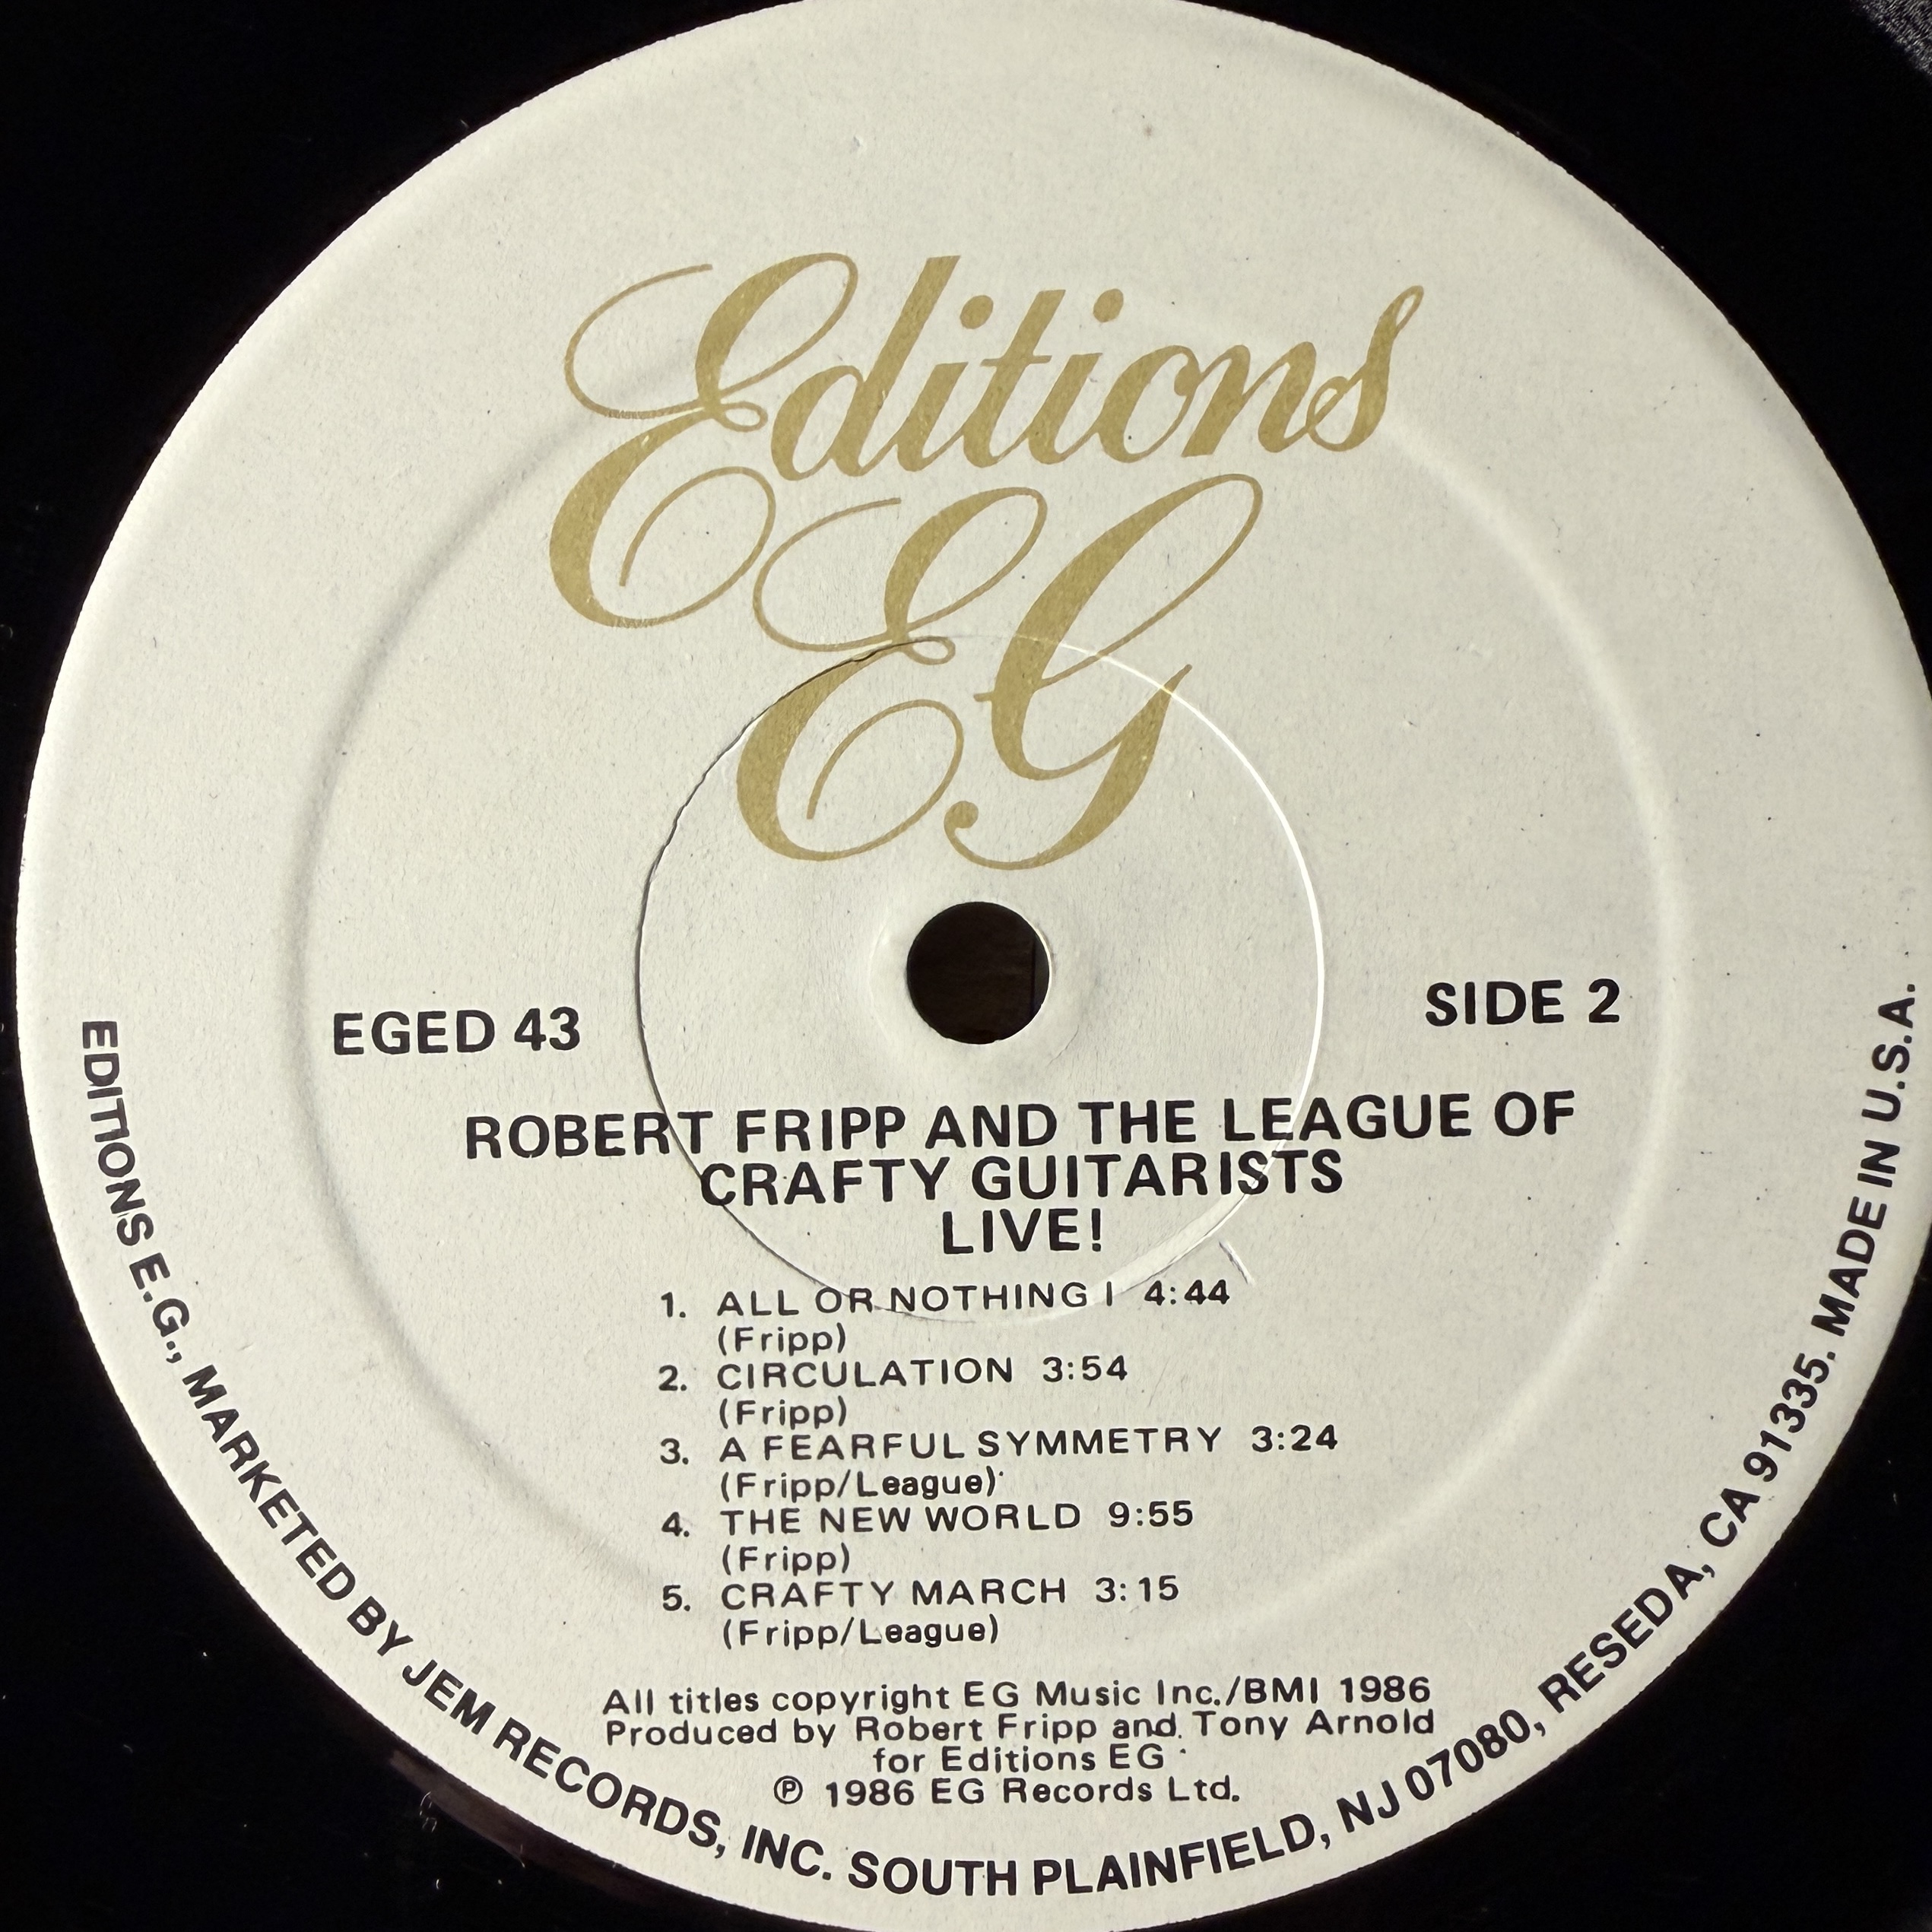 Editions
EG
EGED 43
SIDE 2
ROBERT FRIPP AND THE LEAGUE OF
CRAFTY GUITARISTS
LIVE!
1. ALL OR NOTHING I 4:44
(Fripp)
2. CIRCULATION 3:54
(Fripp)
3. A FEARFUL SYMMETRY 3:24
(Fripp/League)
4. THE NEW WORLD 9:55
(Fripp)
5. CRAFTY MARCH 3:15
(Fripp/League)
All titles copyright EG Music Inc./BMI 1986
Produced by Robert Fripp and Tony Arnold
for Editions EG
℗ 1986 EG Records Ltd.
EDITIONS E.G., MARKETED BY JEM RECORDS, INC. SOUTH PLAINFIELD, NJ 07080, RESEDA, CA 91335. MADE IN U.S.A.